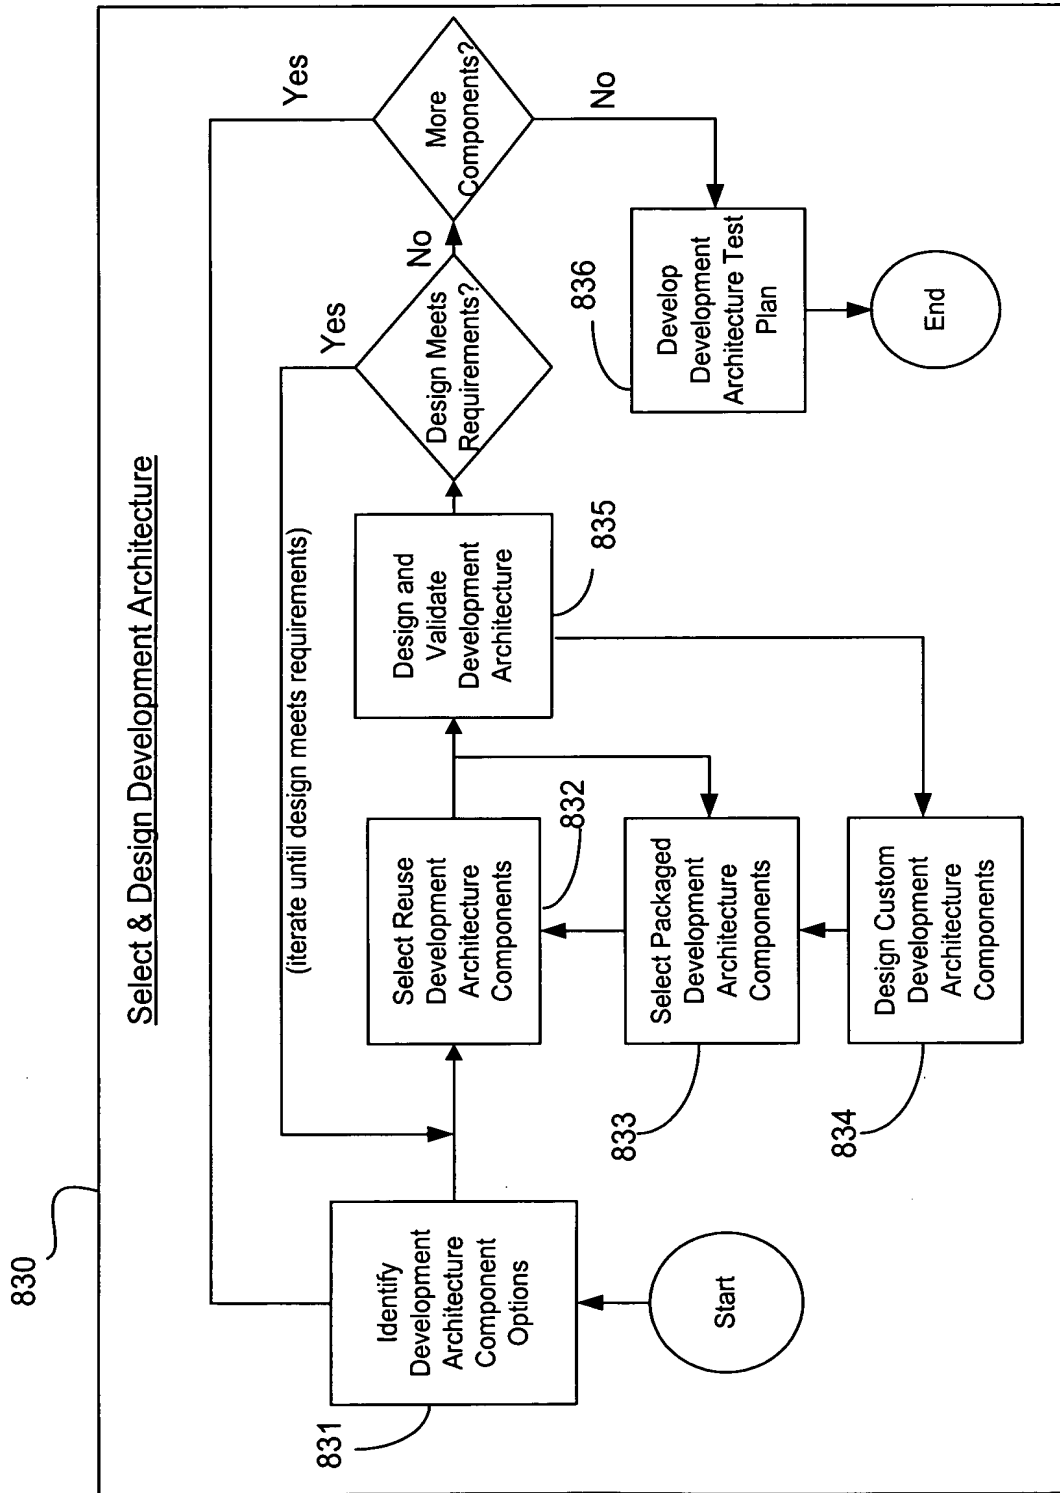 830
Select & Design Development Architecture
Yes
(iterate until design meets requirements)
Yes
831
Identify
Development
Architecture
Component
Options
Select Reuse
Development
Architecture
Components
832
Design and
Validate
Development
Architecture
835
Design Meets
Requirements?
No
More
Components?
No
833
Select Packaged
Development
Architecture
Components
836
Develop
Development
Architecture Test
Plan
Start
834
Design Custom
Development
Architecture
Components
End